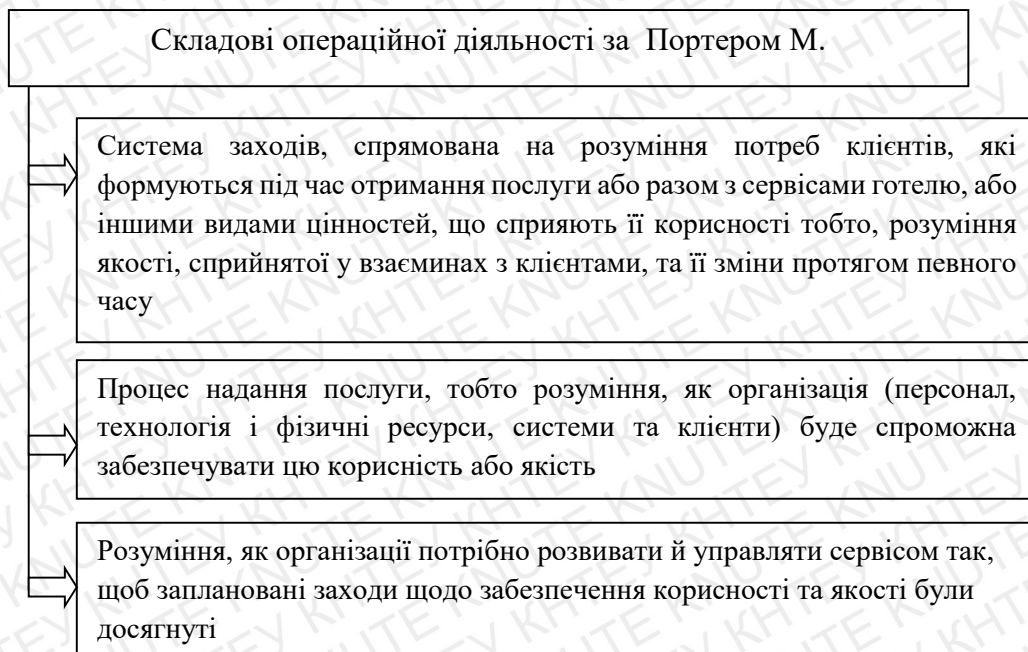 Складові операційної діяльності за Портером М.
Система заходів, спрямована на розуміння потреб клієнтів, які
формуються під час отримання послуги або разом з сервісами готелю, або
іншими видами цінностей, що сприяють її корисності тобто, розуміння
якості, сприйнятої у взаєминах з клієнтами, та її зміни протягом певного
часу
Процес надання послуги, тобто розуміння, як організація (персонал,
технологія і фізичні ресурси, системи та клієнти) буде спроможна
забезпечувати цю корисність або якість
Розуміння, як організації потрібно розвивати й управляти сервісом так,
щоб заплановані заходи щодо забезпечення корисності та якості були
досягнуті